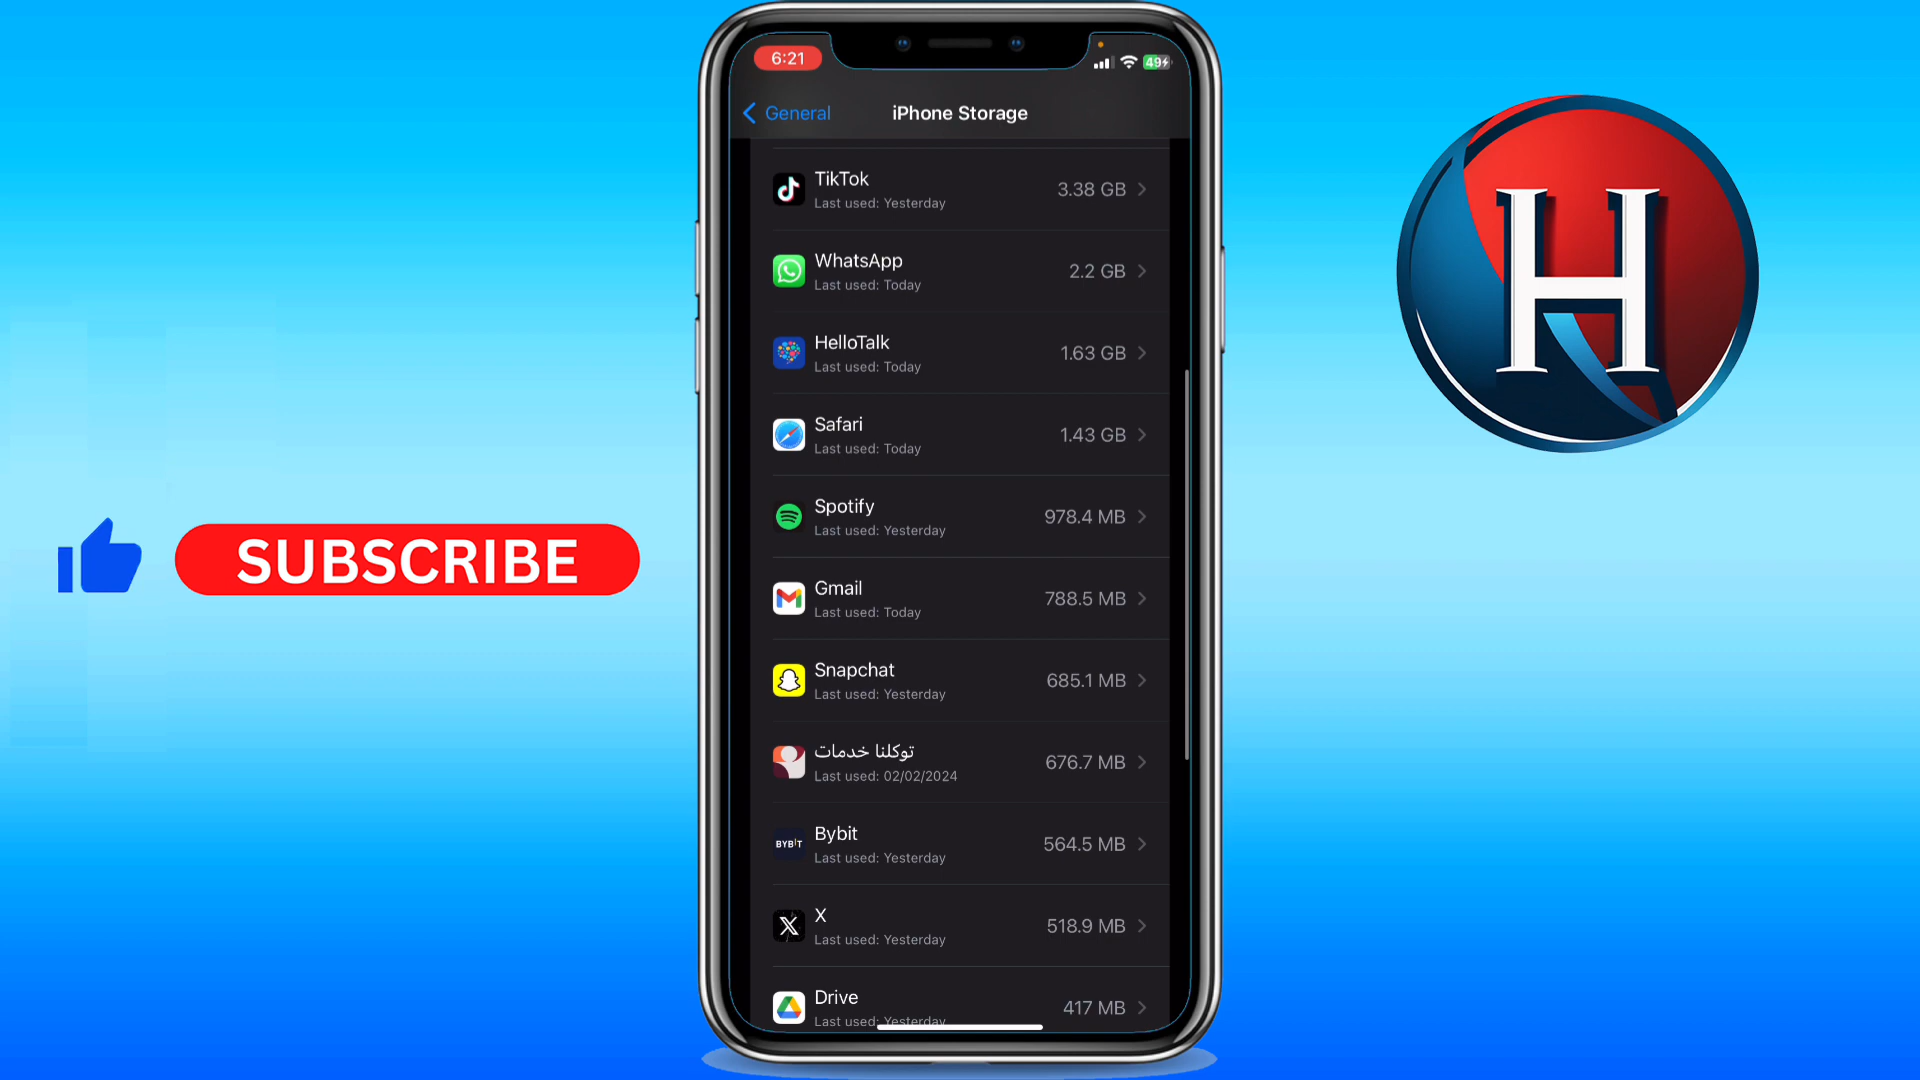 6:21
49
General
iPhone Storage
TikTok
3.38 GB
Last used: Yesterday
WhatsApp
2.2 GB
Last used: Today
HelloTalk
1.63 GB
Last used: Today
Safari
1.43 GB
Last used: Today
Spotify
978.4 MB
Last used: Yesterday
Gmail
788.5 MB
Last used: Today
Snapchat
685.1 MB
Last used: Yesterday
توكلنا خدمات
676.7 MB
Last used: 02/02/2024
BYBIT
Bybit
564.5 MB
Last used: Yesterday
X
518.9 MB
Last used: Yesterday
Drive
417 MB
Last used: Yesterday
SUBSCRIBE
H